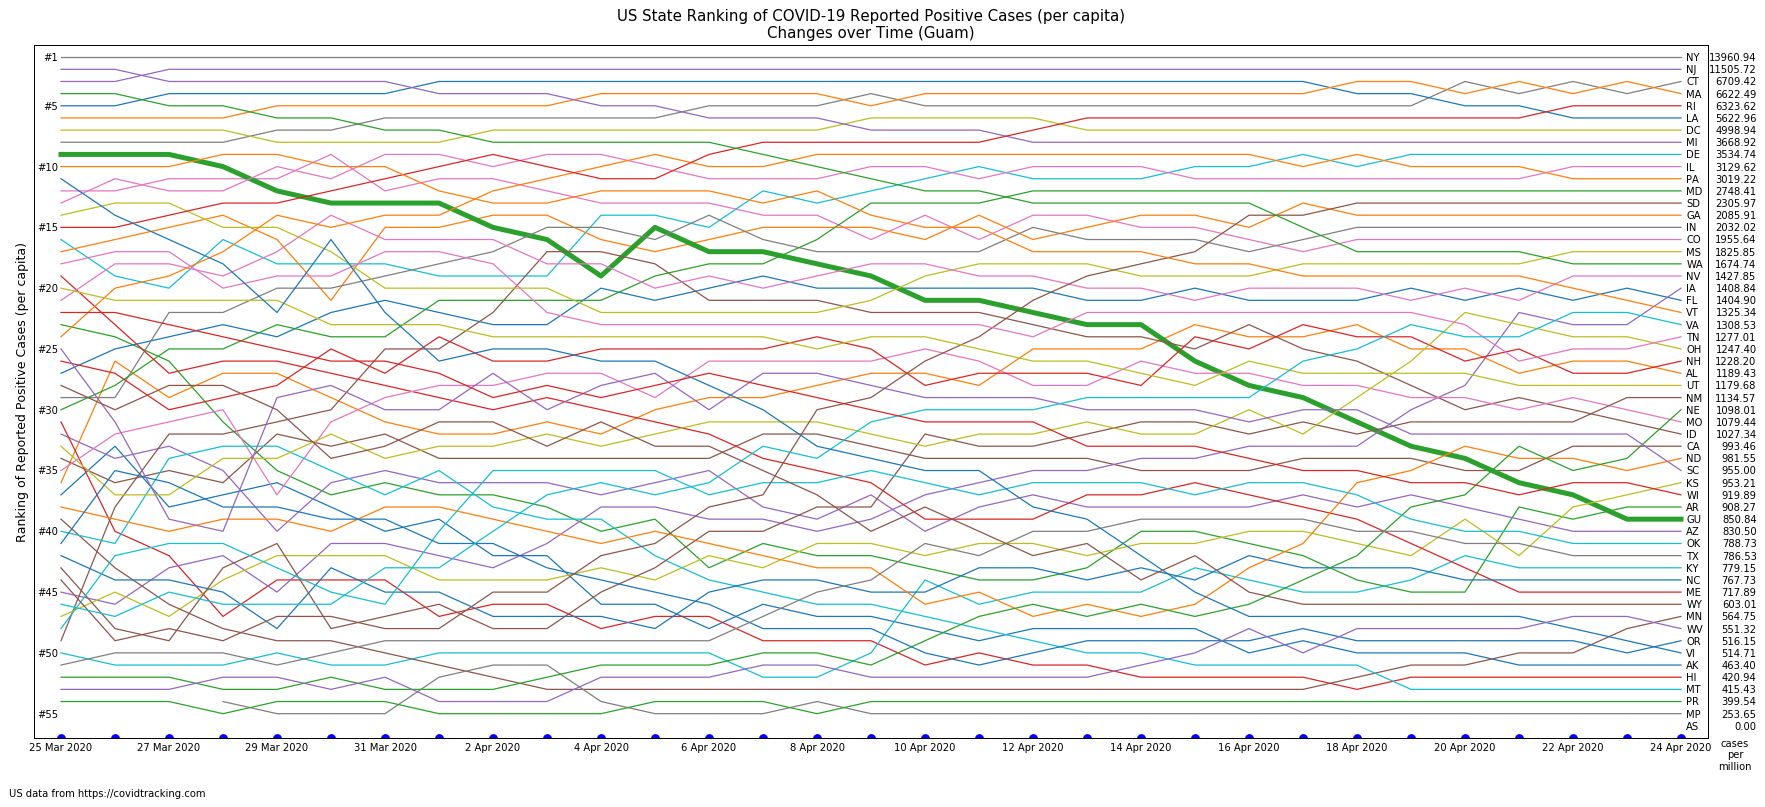 US State Ranking of COVID-19 Reported Positive Cases (per capita)
Changes over Time (Guam)
Ranking of Reported Positive Cases (per capita)
#1
#5
#10
#15
#20
#25
#30
#35
#40
#45
#50
#55
NY 13960.94
NJ 11505.72
CT 6709.42
MA 6622.49
RI 6323.62
LA 5622.96
DC 4998.94
MI 3668.92
DE 3534.74
IL 3129.62
PA 3019.22
MD 2748.41
SD 2305.97
GA 2085.91
IN 2032.02
CO 1955.64
MS 1825.85
WA 1674.74
NV 1427.85
IA 1408.84
FL 1404.90
VT 1325.34
VA 1308.53
TN 1277.01
OH 1247.40
NH 1228.20
AL 1189.43
UT 1179.68
NM 1134.57
NE 1098.01
MO 1079.44
ID 1027.34
CA 993.46
ND 981.55
SC 955.00
KS 953.21
WI 919.89
AR 908.27
GU 850.84
AZ 830.50
OK 788.73
TX 786.53
KY 779.15
NC 767.73
ME 717.89
WY 603.01
MN 564.75
WV 551.32
OR 516.15
VI 514.71
AK 463.40
HI 420.94
MT 415.43
PR 399.54
MP 253.65
AS 0.00
25 Mar 2020 27 Mar 2020 29 Mar 2020 31 Mar 2020 2 Apr 2020 4 Apr 2020 6 Apr 2020 8 Apr 2020 10 Apr 2020 12 Apr 2020 14 Apr 2020 16 Apr 2020 18 Apr 2020 20 Apr 2020 22 Apr 2020 24 Apr 2020
cases
per
million
US data from https://covidtracking.com